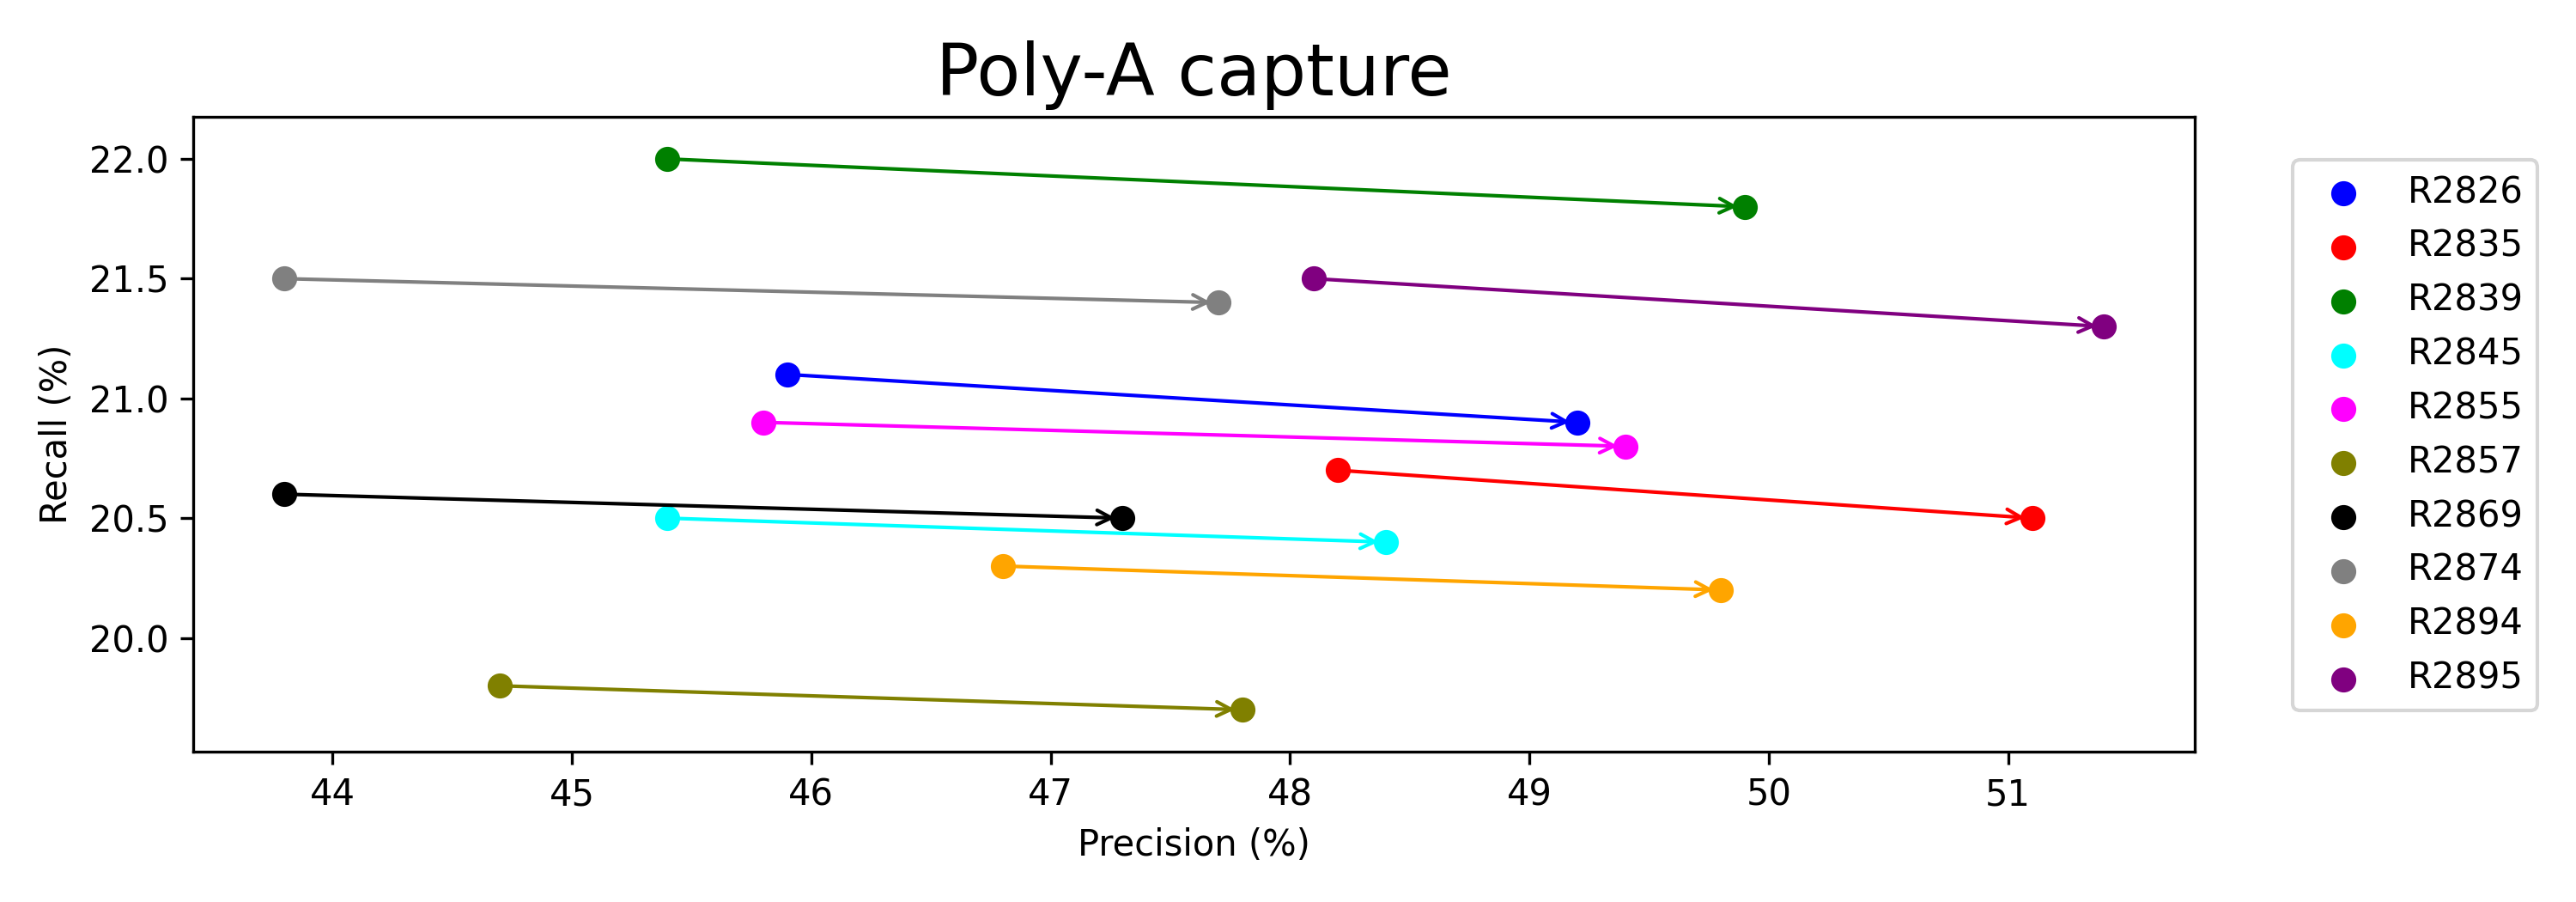 Poly-A capture
Recall (%)
22.0
21.5
21.0
20.5
20.0
44 45 46 47 48 49 50 51
Precision (%)
R2826
R2835
R2839
R2845
R2855
R2857
R2869
R2874
R2894
R2895